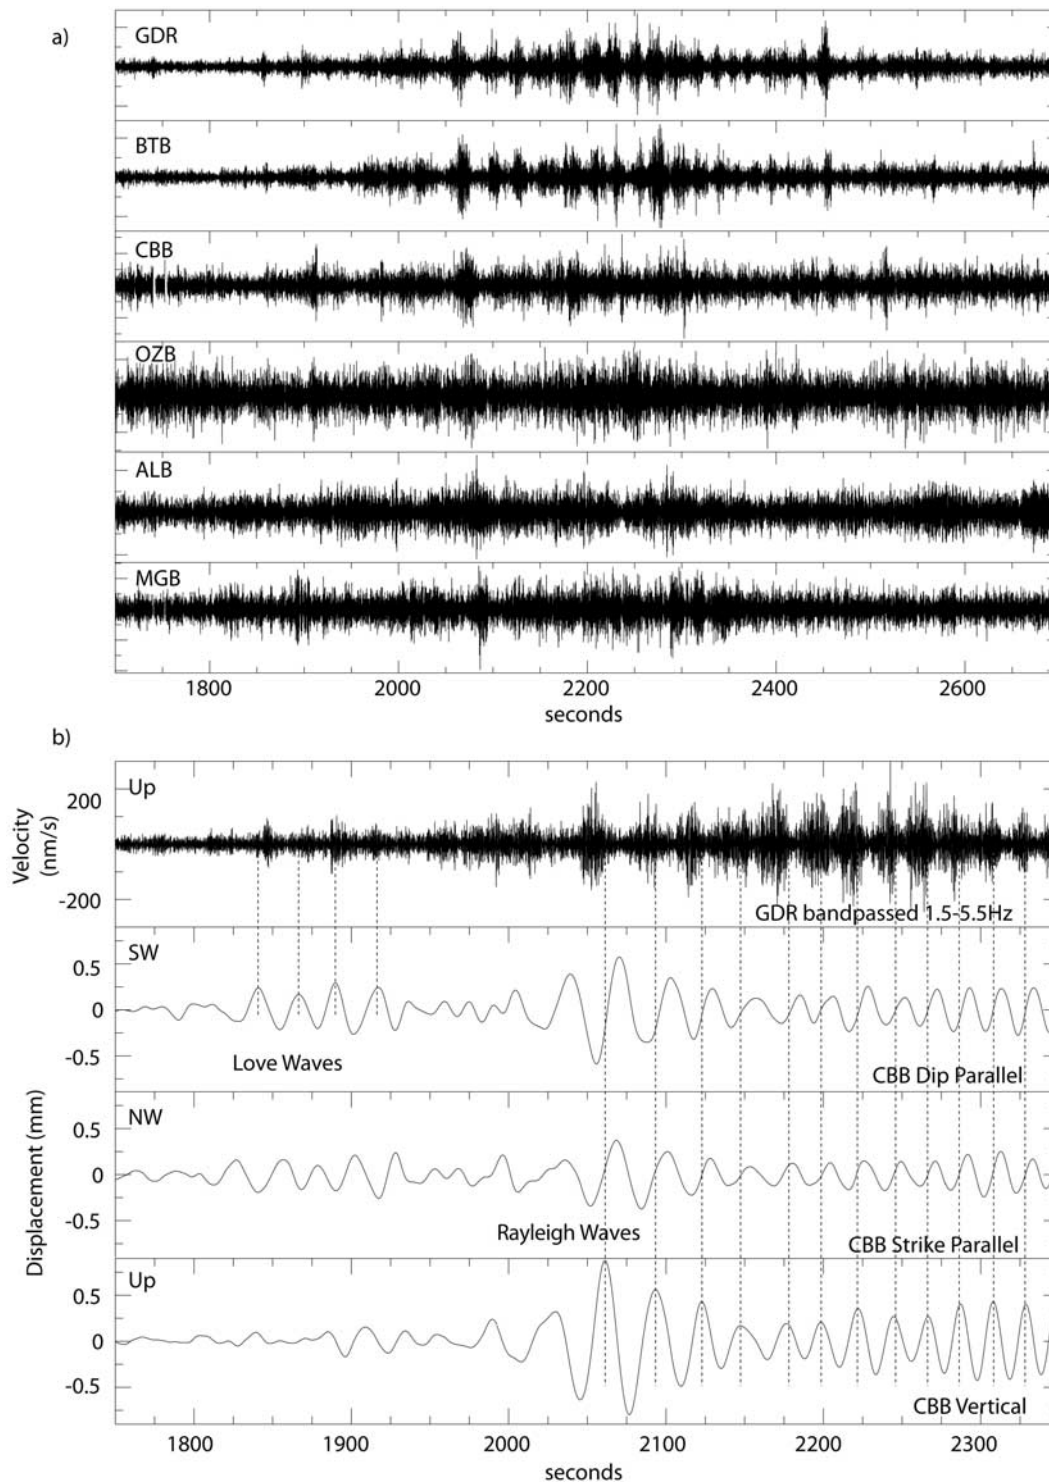 a)
GDR
BTB
CBB
OZB
ALB
MGB
1800 2000 2200 2400 2600
seconds
b)
Up
200
-200
Velocity
(nm/s)
GDR bandpassed 1.5-5.5Hz
SW
0.5
0
-0.5
Love Waves
CBB Dip Parallel
NW
0.5
0
-0.5
Displacement (mm)
Rayleigh Waves
CBB Strike Parallel
Up
0.5
0
-0.5
CBB Vertical
1800 1900 2000 2100 2200 2300
seconds